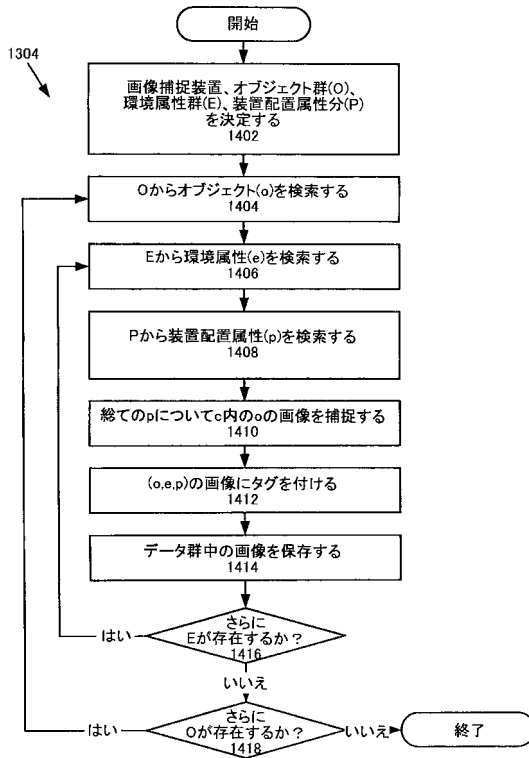 開始
1304
画像捕捉装置、オブジェクト群(O)、
環境属性群(E)、装置配置属性分(P)
を決定する
1402
Oからオブジェクト(o)を検索する
1404
Eから環境属性(e)を検索する
1406
Pから装置配置属性(p)を検索する
1408
総てのpについてc内のoの画像を捕捉する
1410
(o,e,p)の画像にタグを付ける
1412
データ群中の画像を保存する
1414
さらに
Eが存在するか？
1416
はい
いいえ
さらに
Oが存在するか？
1418
はい
いいえ
終了